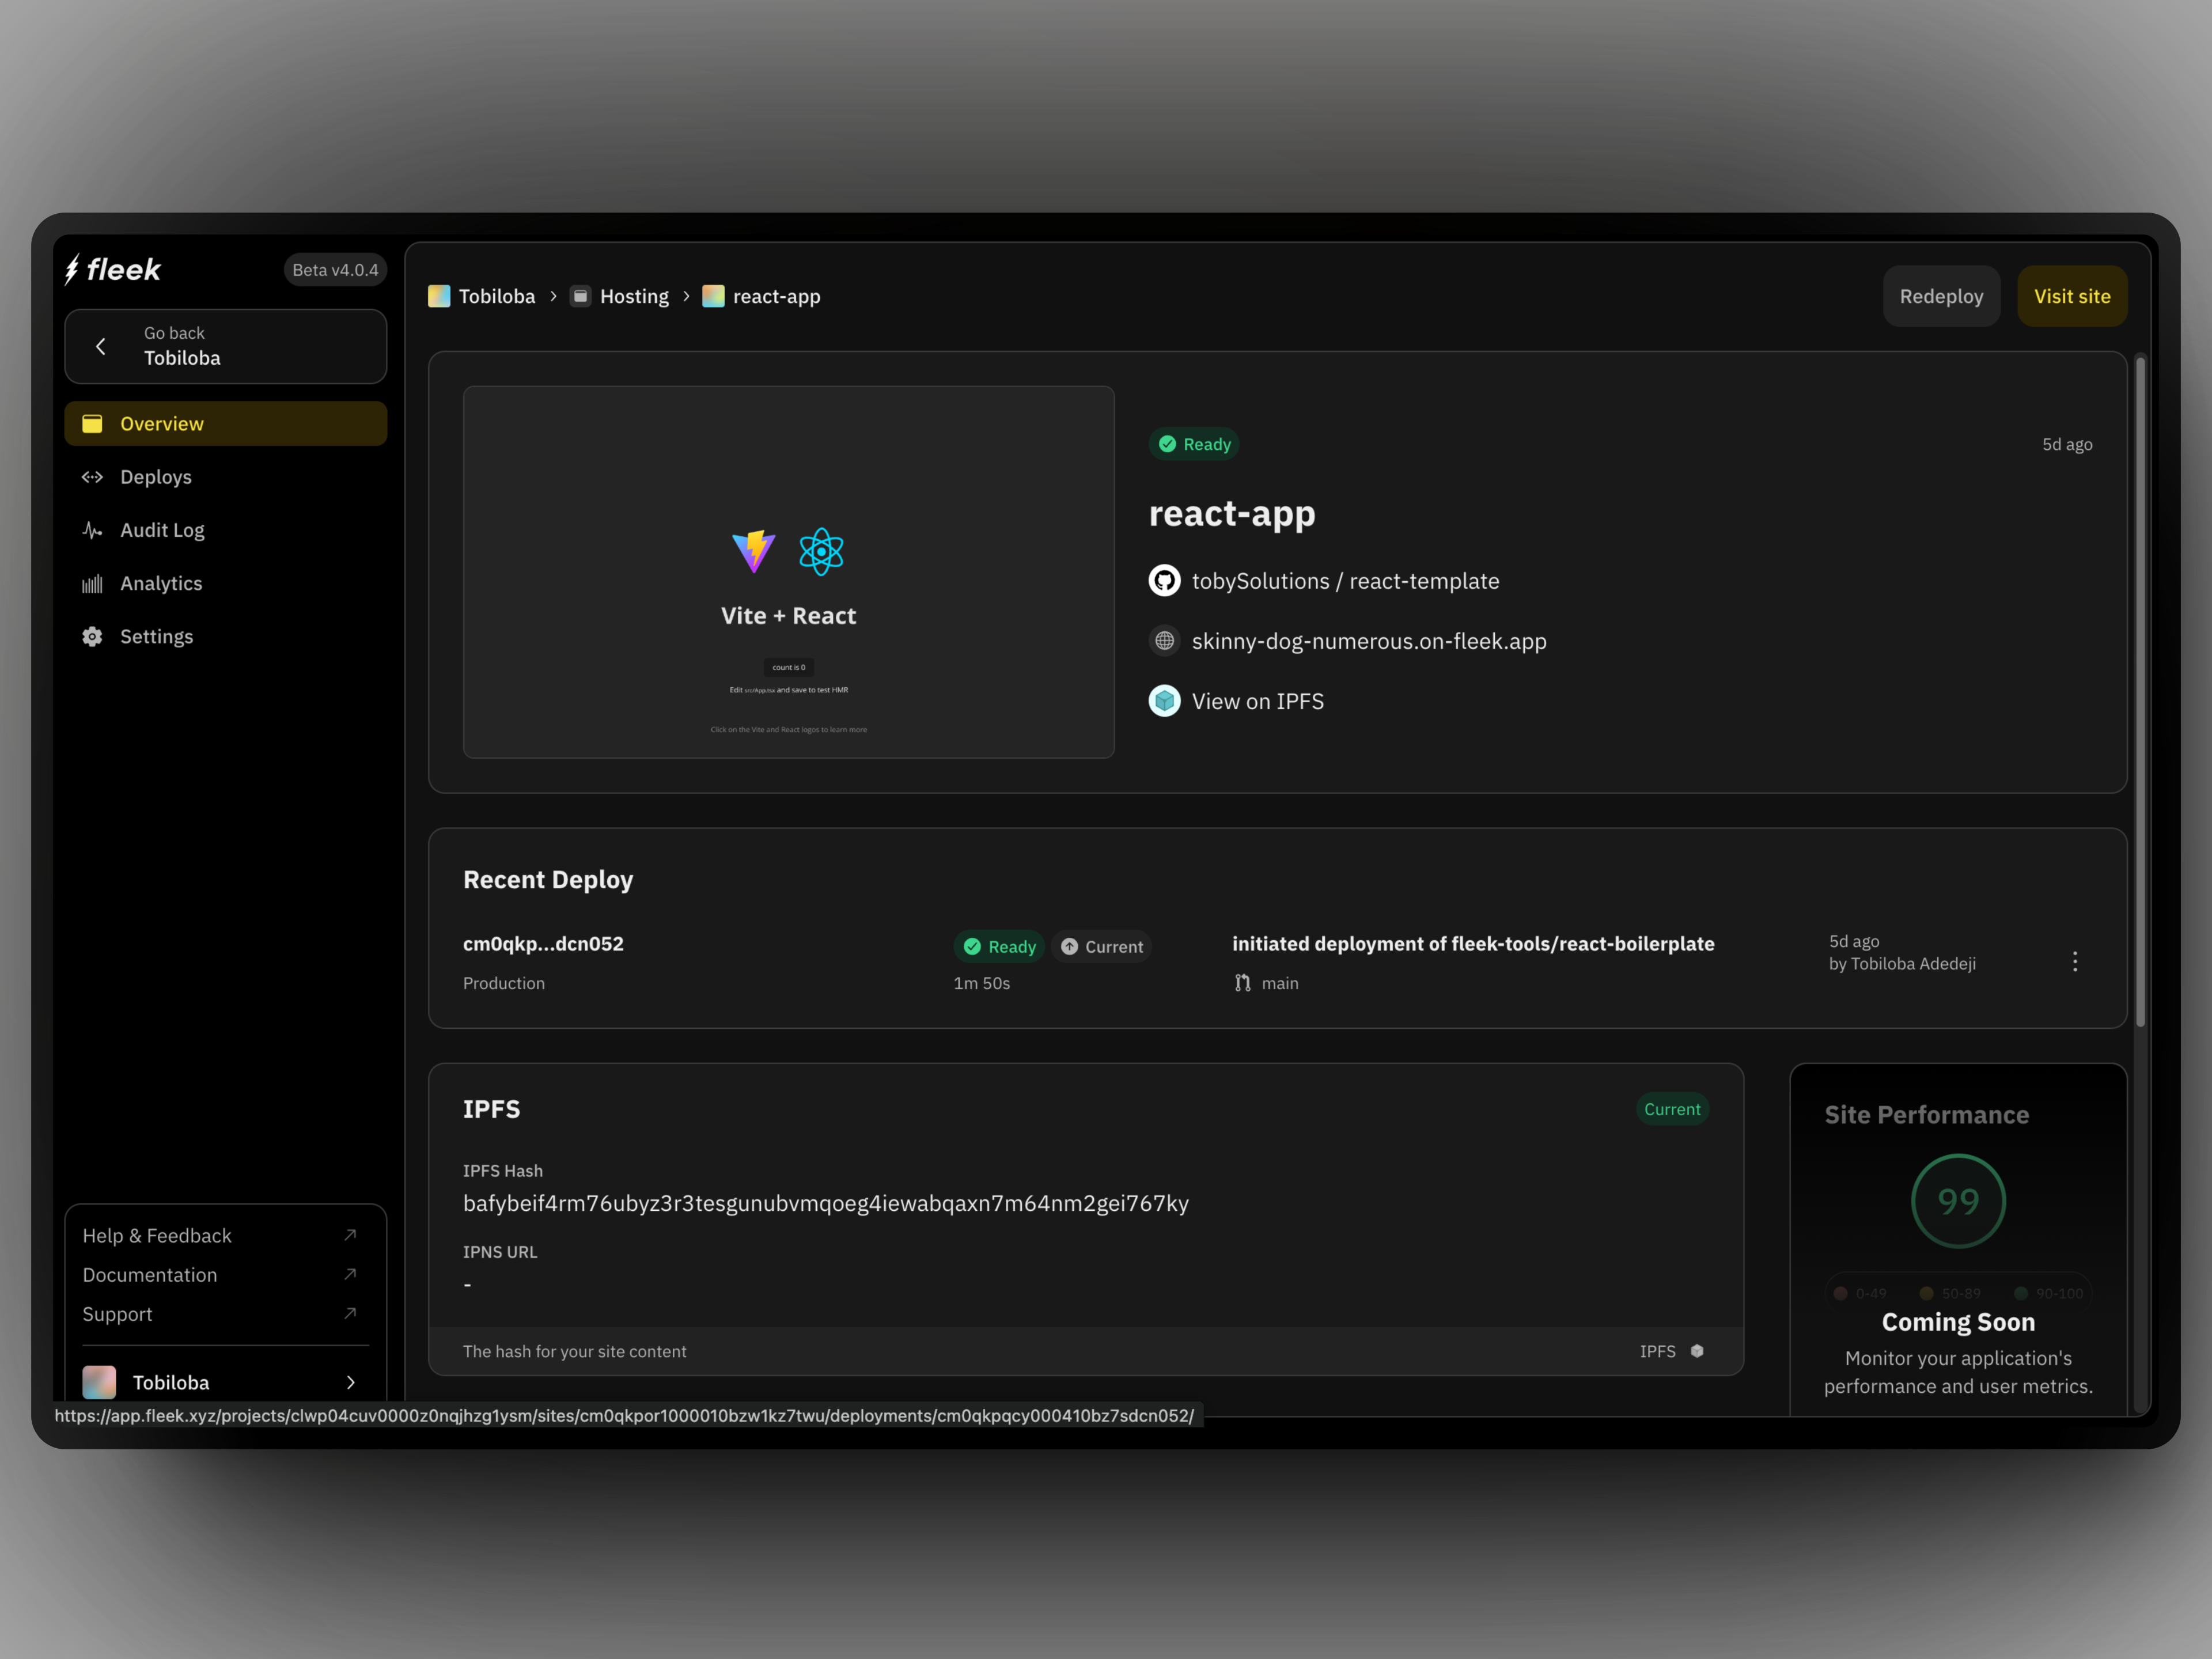 fleek
Beta v4.0.4
Go back
Tobiloba
Overview
Deploys
Audit Log
Analytics
Settings
Help & Feedback
Documentation
Support
Tobiloba
Tobiloba > Hosting > react-app
Redeploy
Visit site
Vite + React
count is 0
Edit src/App.tsx and save to test HMR
Click on the Vite and React logos to learn more
Ready
5d ago
react-app
tobySolutions / react-template
skinny-dog-numerous.on-fleek.app
View on IPFS
Recent Deploy
cm0qkp...dcn052
Production
Ready
Current
1m 50s
initiated deployment of fleek-tools/react-boilerplate
main
5d ago
by Tobiloba Adedeji
IPFS
Current
IPFS Hash
bafybeif4rm76ubyz3r3tesgunubvmqoeg4iewabqaxn7m64nm2gei767ky
IPNS URL
-
The hash for your site content
IPFS
Site Performance
99
0-49
50-89
90-100
Coming Soon
Monitor your application's
performance and user metrics.
https://app.fleek.xyz/projects/clwp04cuv0000z0nqjhzg1ysm/sites/cm0qkpor1000010bzw1kz7twu/deployments/cm0qkpqcy000410bz7sdcn052/